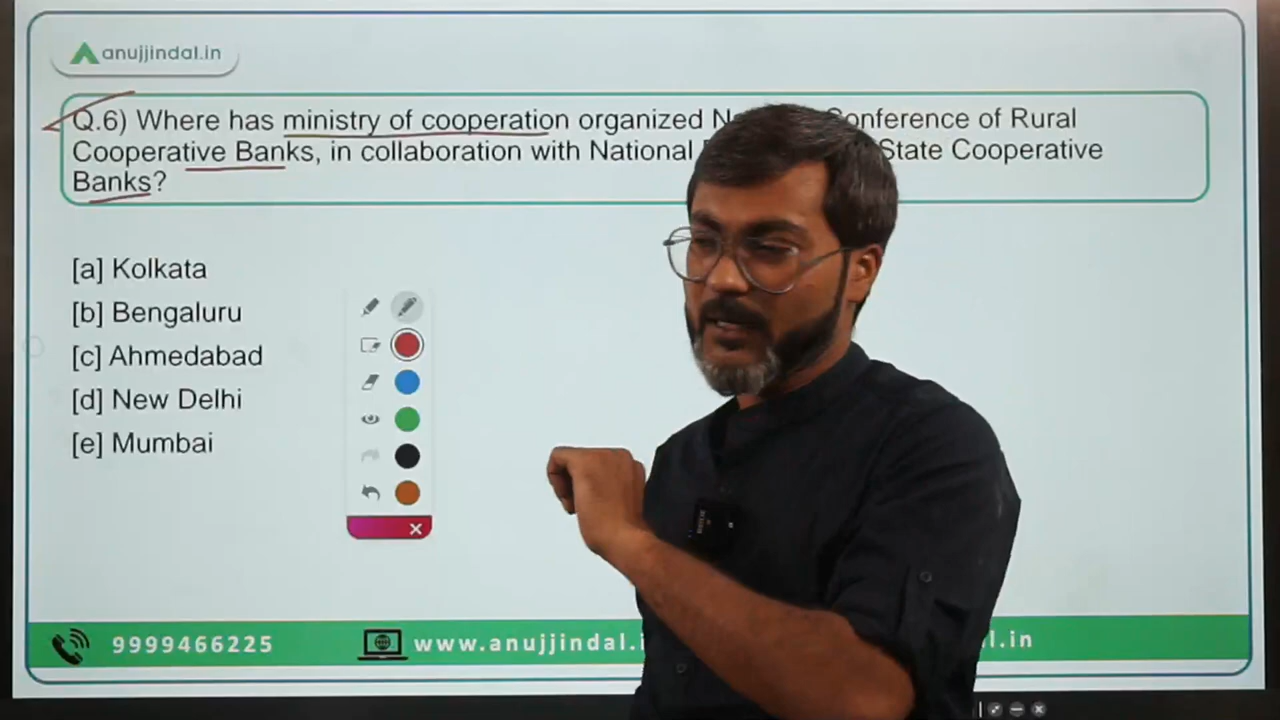 anujjindal.in
Q.6) Where has ministry of cooperation organized Conference of Rural
Cooperative Banks, in collaboration with National State Cooperative
Banks?
[a] Kolkata
[b] Bengaluru
[c] Ahmedabad
[d] New Delhi
[e] Mumbai
9999466225
www.anujjindal.i
l.in